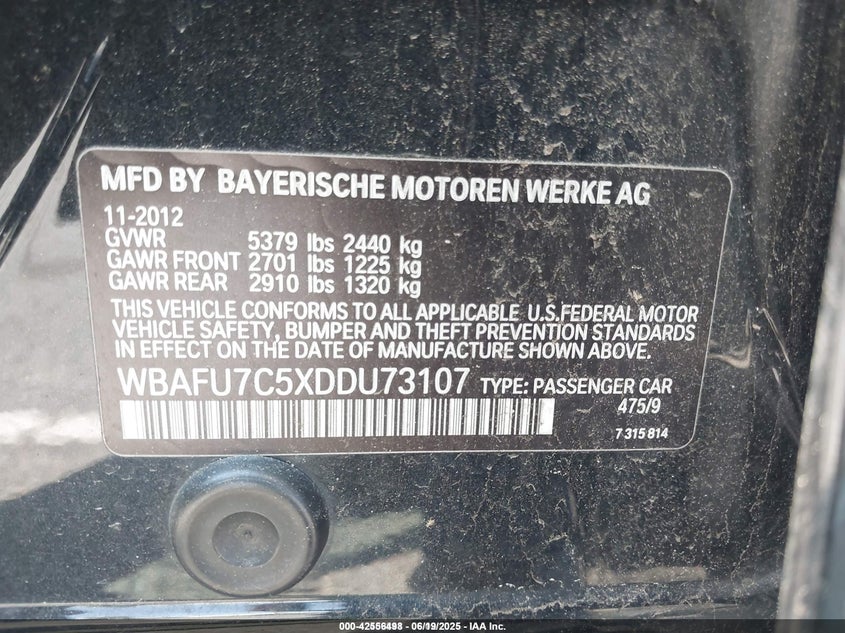 MFD BY BAYERISCHE MOTOREN WERKE AG
11-2012
GVWR 5379 lbs 2440 kg
GAWR FRONT 2701 lbs 1225 kg
GAWR REAR 2910 lbs 1320 kg
THIS VEHICLE CONFORMS TO ALL APPLICABLE U.S.FEDERAL MOTOR
VEHICLE SAFETY, BUMPER AND THEFT PREVENTION STANDARDS
IN EFFECT ON THE DATE OF MANUFACTURE SHOWN ABOVE.
WBAFU7C5XDDU73107 TYPE: PASSENGER CAR
475/9
7 315 814
000-42556498 - 06/19/2025 - IAA Inc.